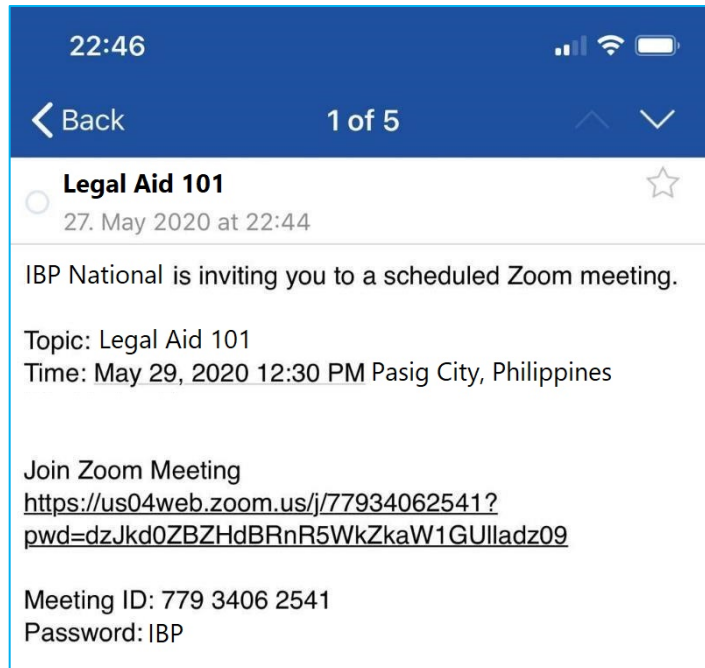 22:46
Back
1 of 5
Legal Aid 101
27. May 2020 at 22:44
IBP National is inviting you to a scheduled Zoom meeting.
Topic: Legal Aid 101
Time: May 29, 2020 12:30 PM Pasig City, Philippines
Join Zoom Meeting
https://us04web.zoom.us/j/77934062541?
pwd=dzJkd0ZBZHdBRnR5WkZkaW1GUlladz09
Meeting ID: 779 3406 2541
Password: IBP